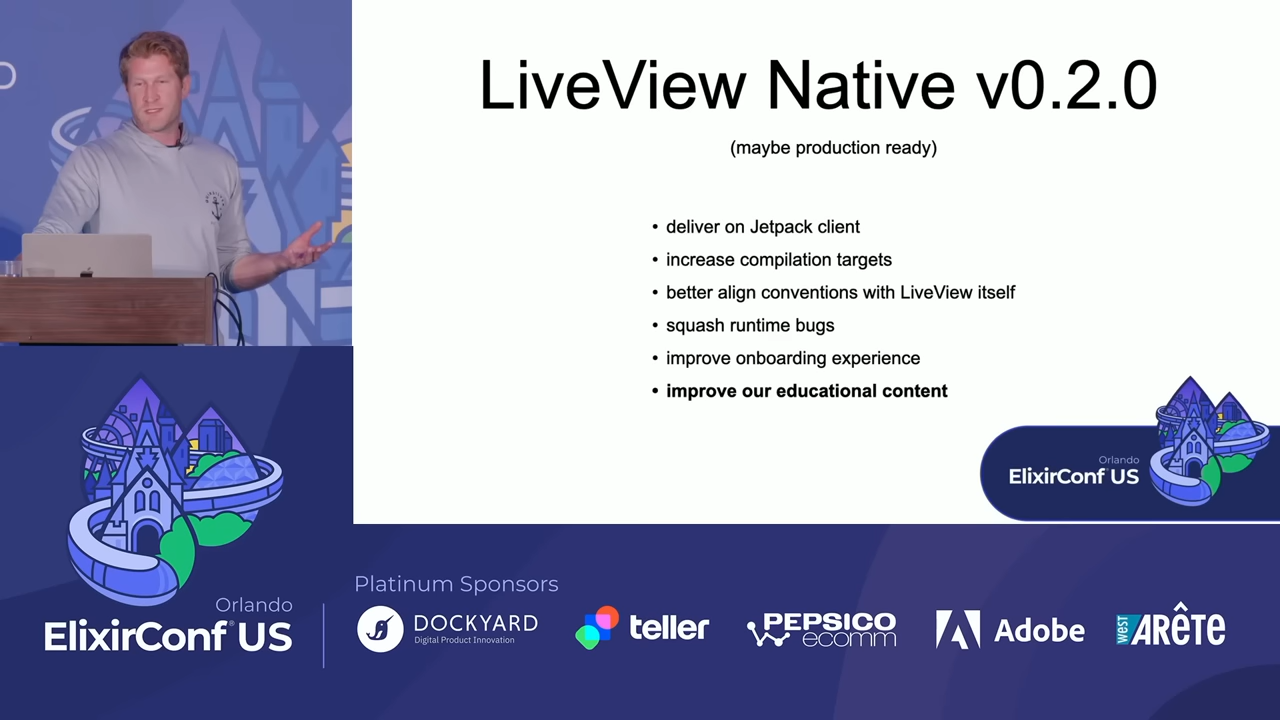 LiveView Native v0.2.0
(maybe production ready)
• deliver on Jetpack client
• increase compilation targets
• better align conventions with LiveView itself
• squash runtime bugs
• improve onboarding experience
• improve our educational content
Orlando
ElixirConf US
Orlando
ElixirConf® US
Platinum Sponsors
DOCKYARD
Digital Product Innovation
teller
PEPSICO
ecomm
Adobe
west ARÊTE